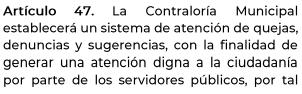 Artículo 47. La Contraloría Municipal
establecerá un sistema de atención de quejas,
denuncias y sugerencias, con la finalidad de
generar una atención digna a la ciudadanía
por parte de los servidores públicos, por tal